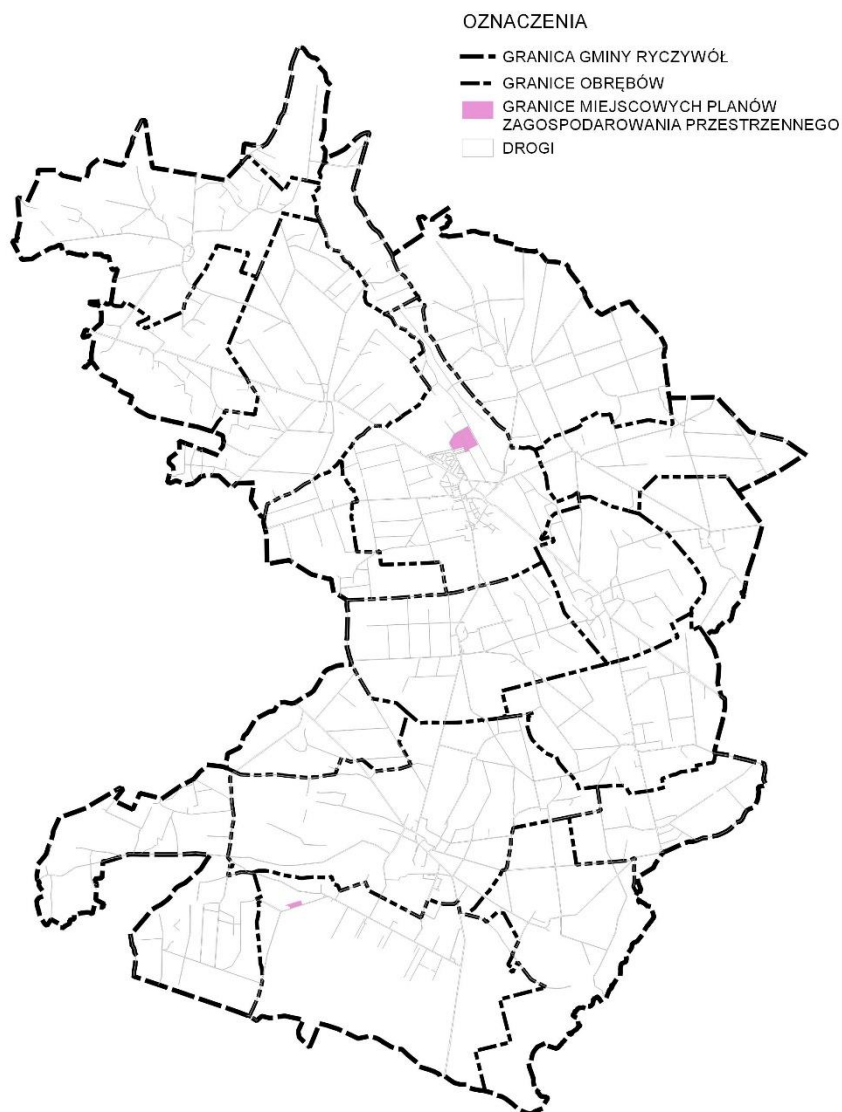 OZNACZENIA
GRANICA GMINY RYCZYWÓŁ
GRANICE OBRĘBÓW
GRANICE MIEJSCOWYCH PLANÓW
ZAGOSPODAROWANIA PRZESTRZENNEGO
DROGI